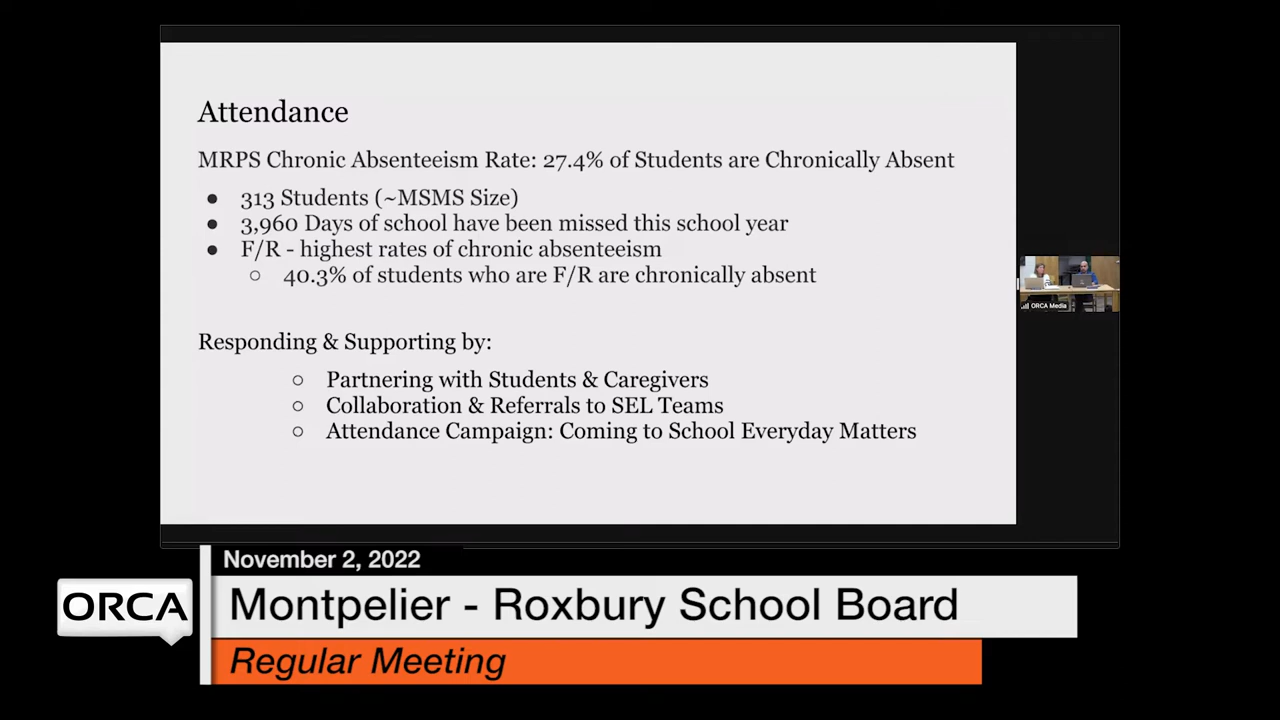 Attendance
MRPS Chronic Absenteeism Rate: 27.4% of Students are Chronically Absent
● 313 Students (~MSMS Size)
● 3,960 Days of school have been missed this school year
● F/R - highest rates of chronic absenteeism
○ 40.3% of students who are F/R are chronically absent
Responding & Supporting by:
○ Partnering with Students & Caregivers
○ Collaboration & Referrals to SEL Teams
○ Attendance Campaign: Coming to School Everyday Matters
ORCA Media
November 2, 2022
ORCA
Montpelier - Roxbury School Board
Regular Meeting